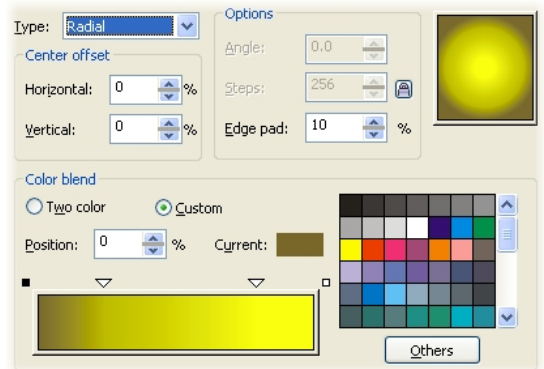 Type: Radial
Options
Center offset
Angle: 0.0
Horizontal: 0 %
Steps: 256
Vertical: 0 %
Edge pad: 10 %
Color blend
Two color Custom
Position: 0 % Current:
Others